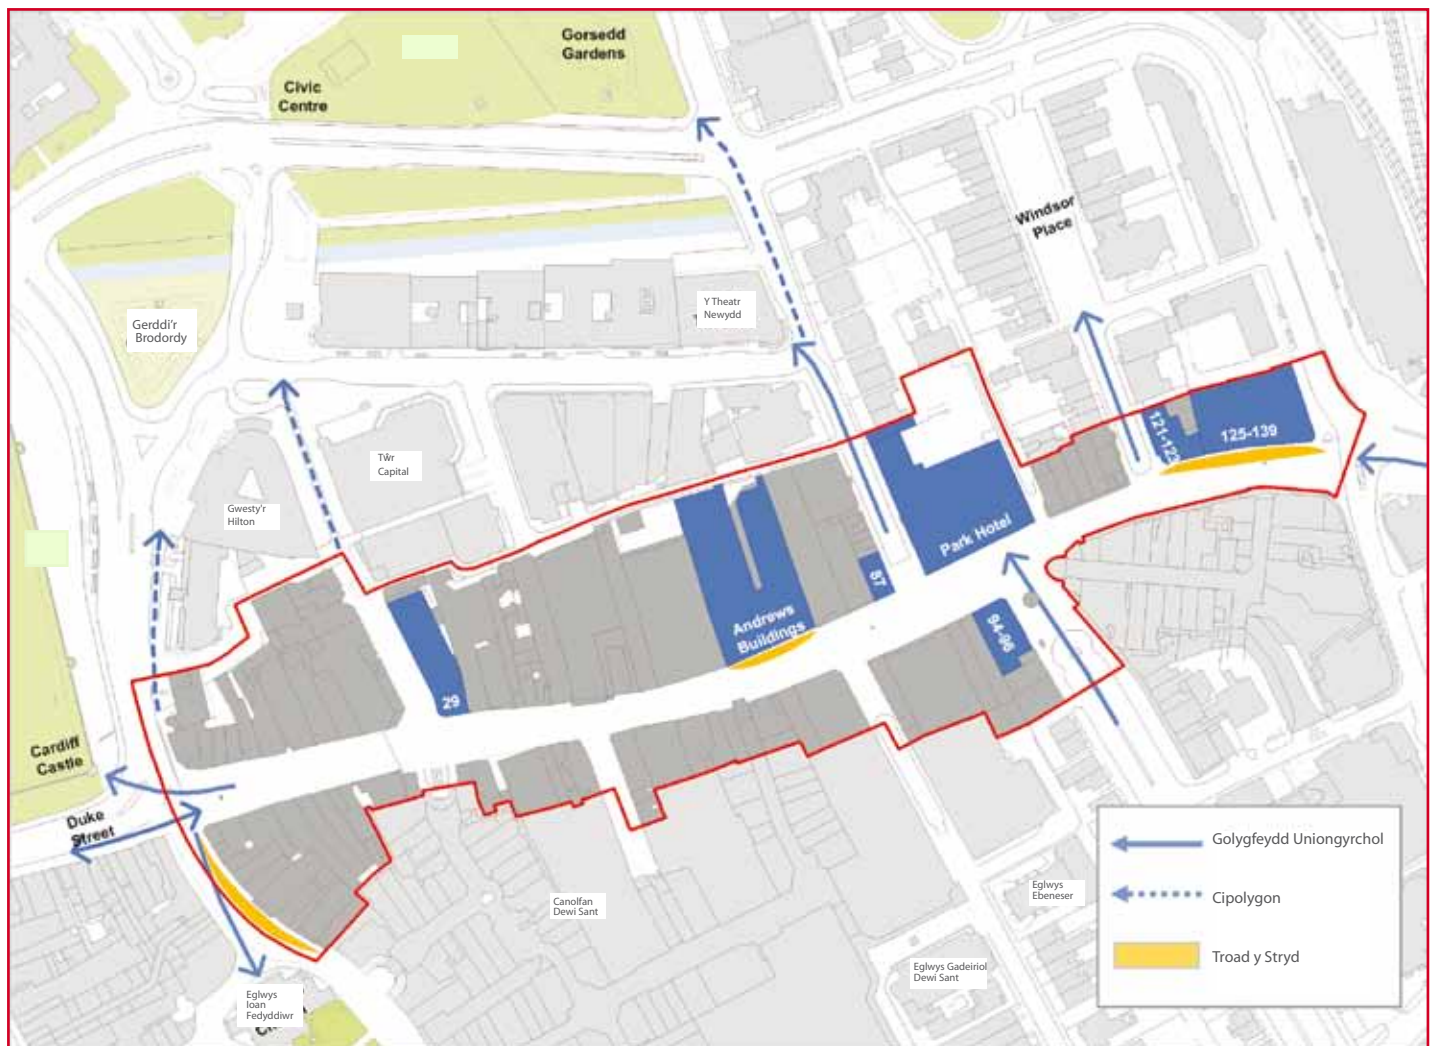 Gorsedd
Gardens
Civic
Centre
Windsor
Place
Y Theatr
Newydd
Gerddi'r
Brodordy
Tŵr
Capital
Gwesty'r
Hilton
121-123
125-139
Park Hotel
87
Andrews
Buildings
94-96
29
Cardiff
Castle
Duke
Street
Golygfeydd Uniongyrchol
Cipolygon
Troad y Stryd
Eglwys
Ebeneser
Canolfan
Dewi Sant
Eglwys Gadeiriol
Dewi Sant
Eglwys
Ioan
Fedyddiwr